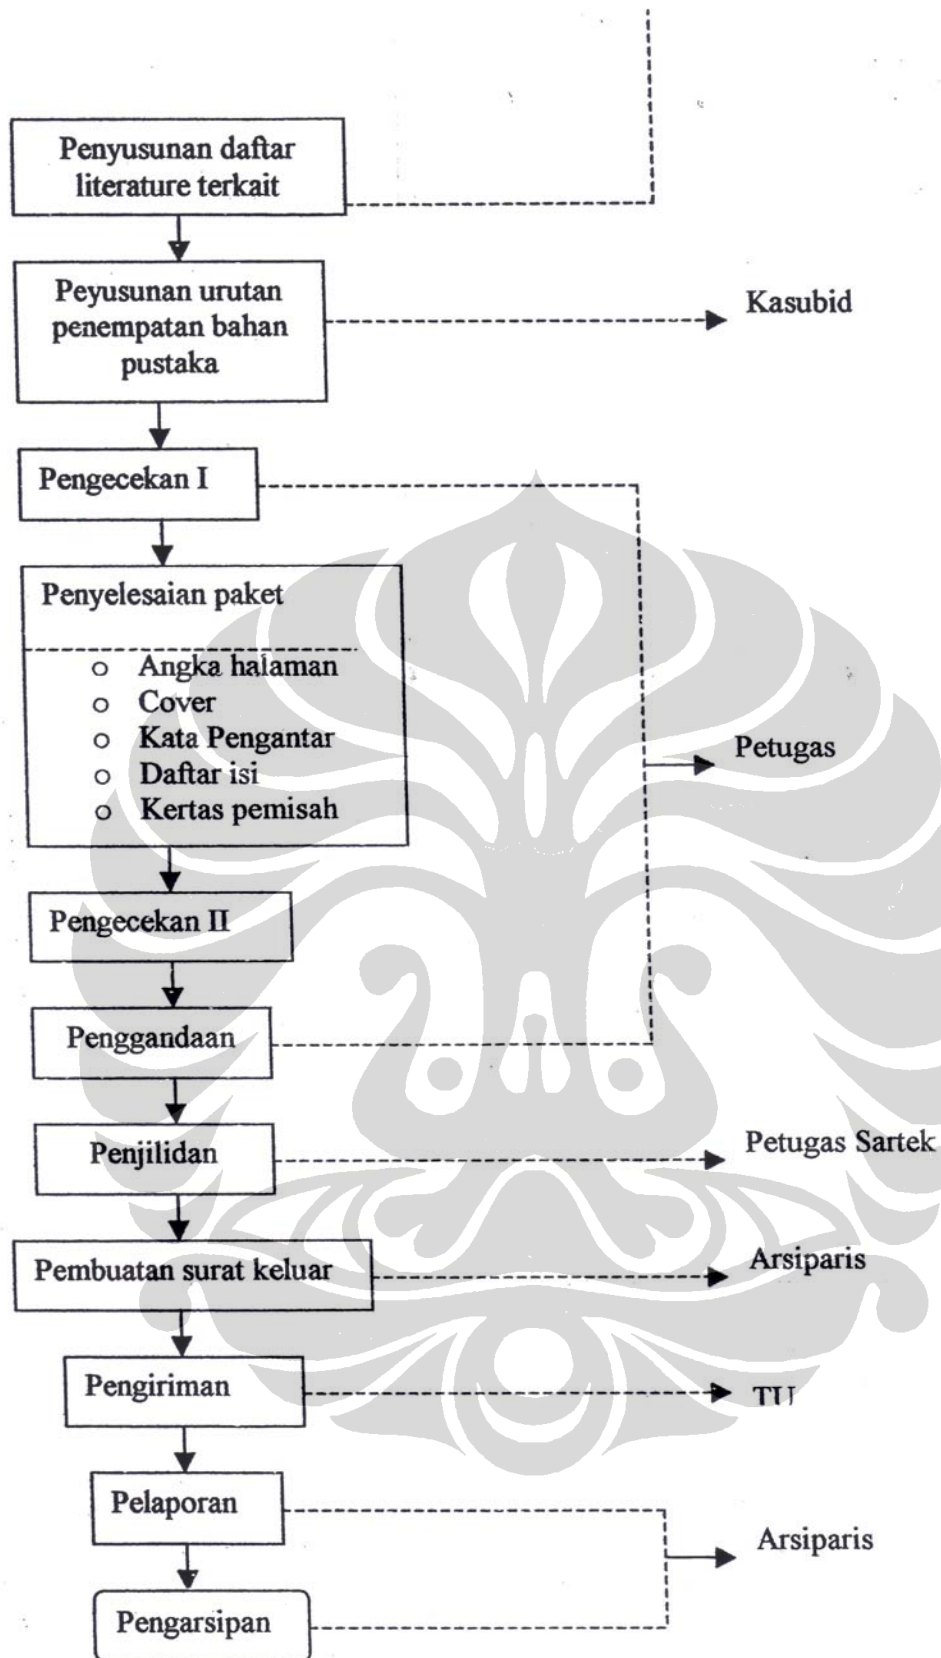 Penyusunan daftar
literature terkait
Peyusunan urutan
penempatan bahan
pustaka
Kasubid
Pengecekan I
Penyelesaian paket
o Angka halaman
o Cover
o Kata Pengantar
o Daftar isi
o Kertas pemisah
Petugas
Pengecekan II
Penggandaan
Penjilidan
Petugas Sartek
Pembuatan surat keluar
Arsiparis
Pengiriman
TU
Pelaporan
Arsiparis
Pengarsipan